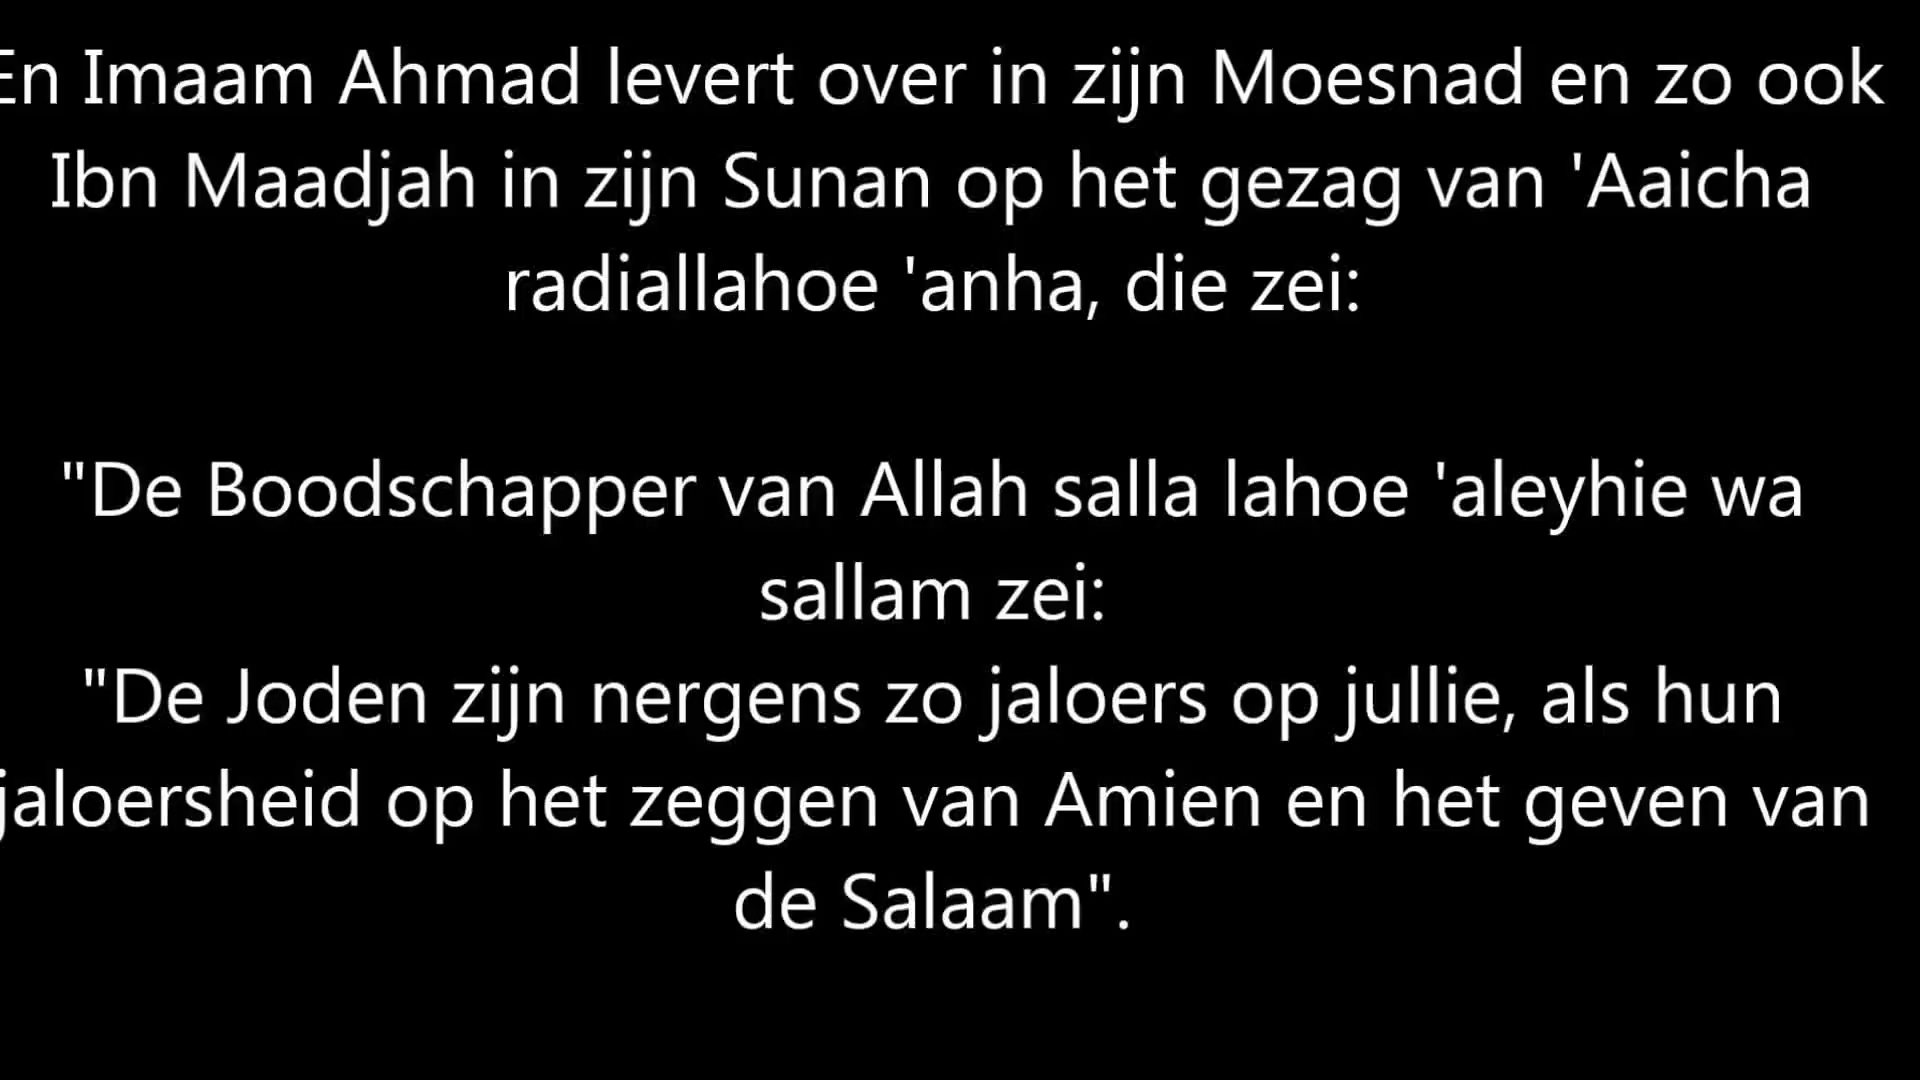 En Imaam Ahmad levert over in zijn Moesnad en zo ook
Ibn Maadjah in zijn Sunan op het gezag van 'Aaicha
radiallahoe 'anha, die zei:
"De Boodschapper van Allah salla lahoe 'aleyhie wa
sallam zei:
"De Joden zijn nergens zo jaloers op jullie, als hun
jaloersheid op het zeggen van Amien en het geven van
de Salaam".